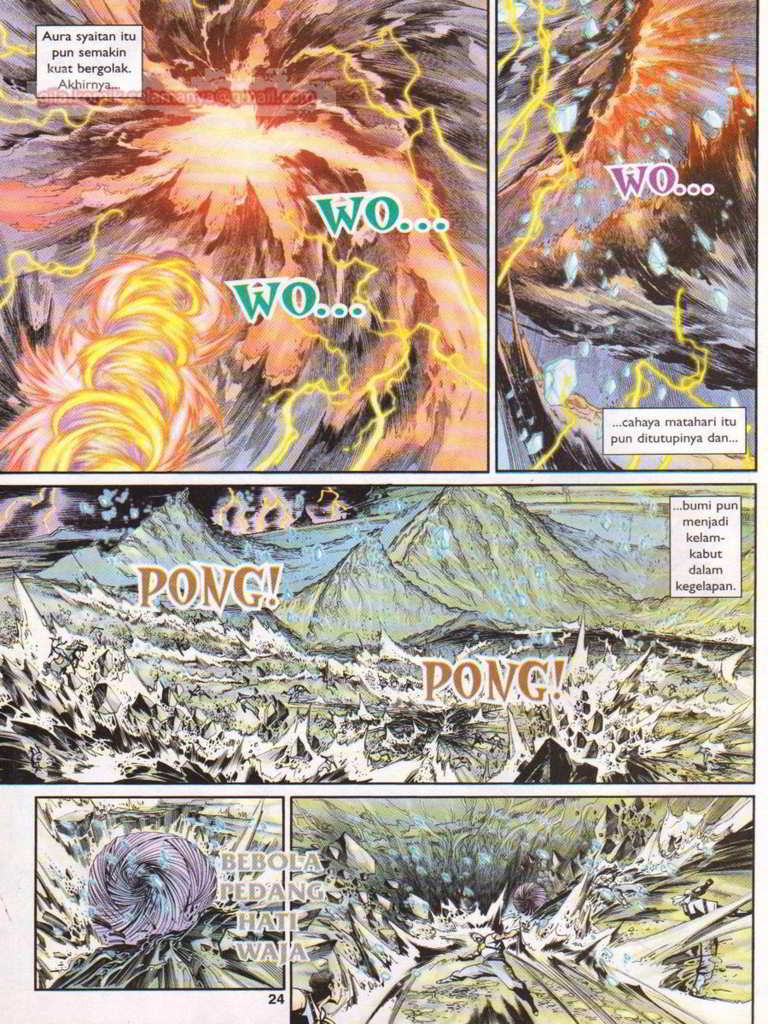 Aura syaitan itu
pun semakin
kuat bergolak.
Akhirnya...
WO...
WO...
WO...
...cahaya matahari itu
pun ditutupinya dan...
...bumi pun
menjadi
kelam-
kabut
dalam
kegelapan.
PONG!
PONG!
BEBOLA
PEDANG
HATI
WAJA
24